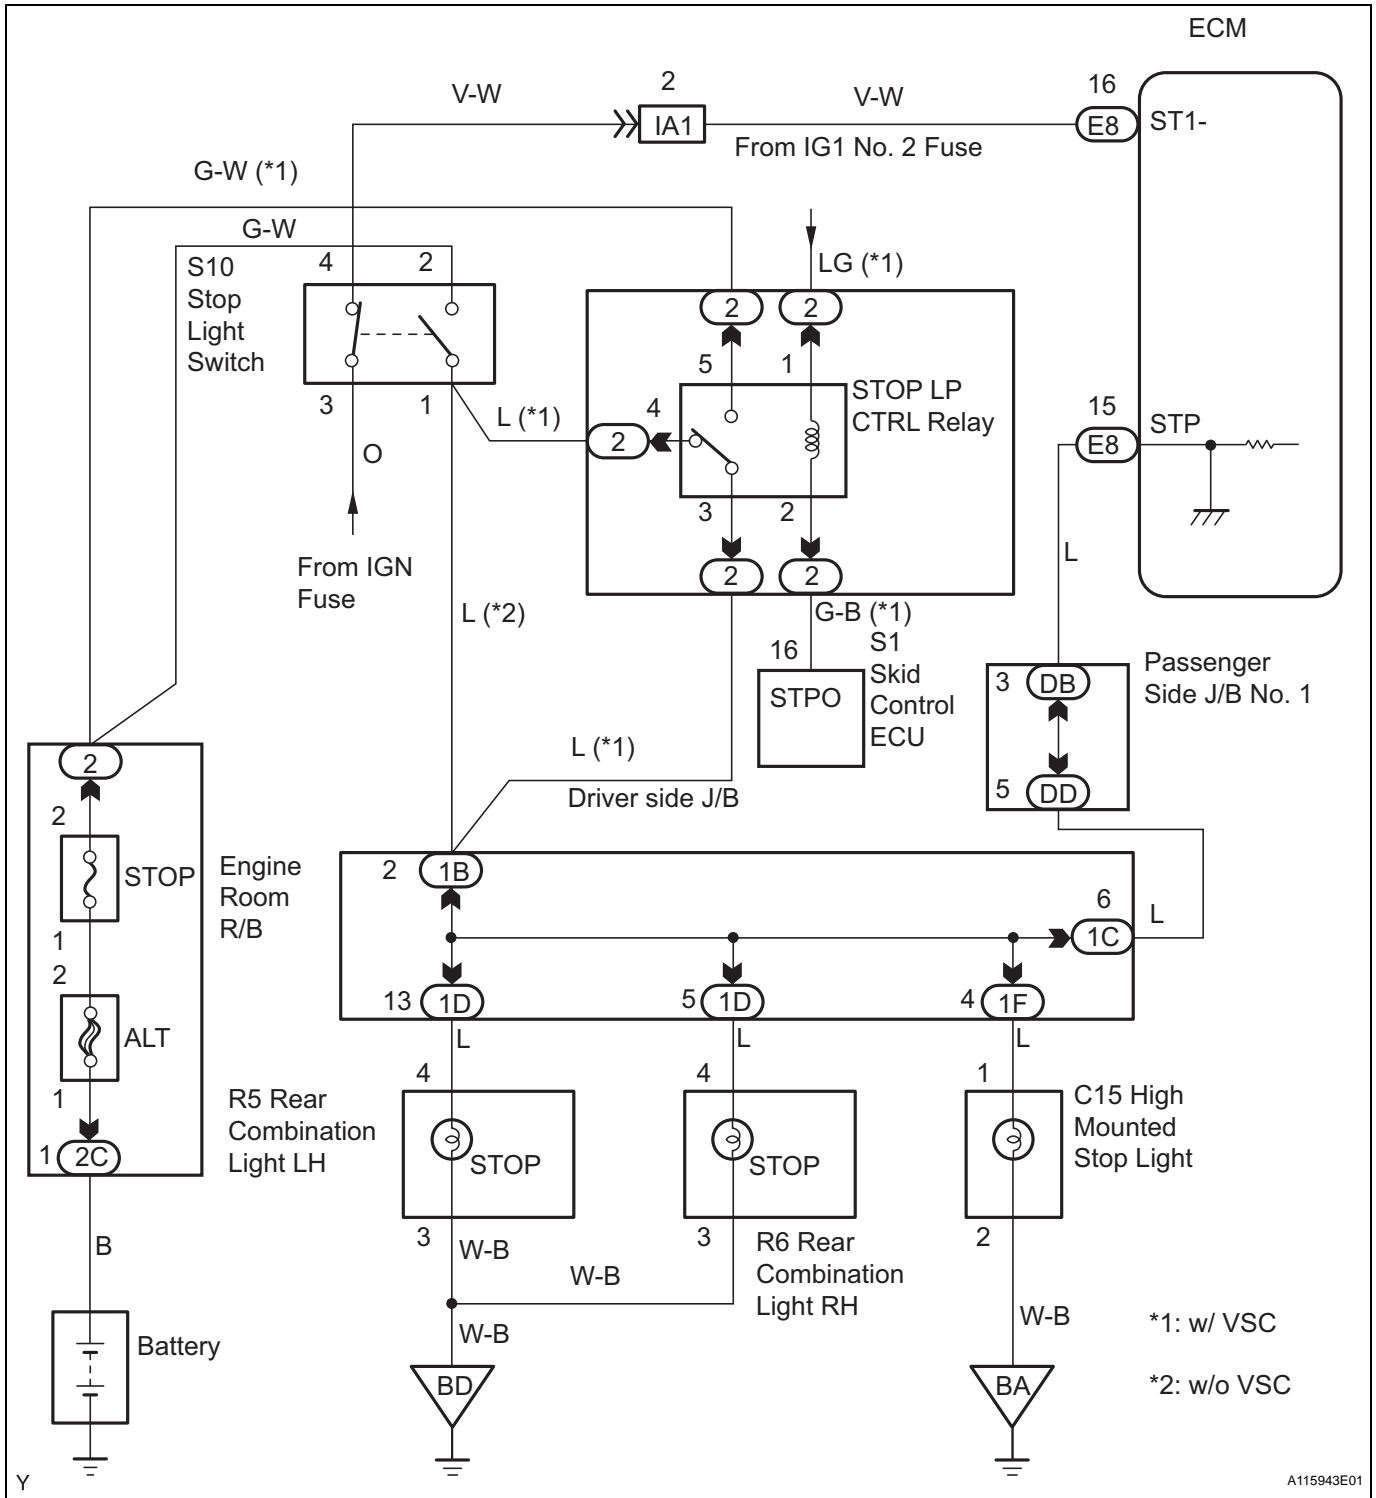 ECM
16
2
V-W
V-W
IA1
E8
ST1-
From IG1 No. 2 Fuse
G-W (*1)
G-W
LG (*1)
S10
Stop
Light
Switch
4
2
2
2
5
1
STOP LP
CTRL Relay
3
1
L (*1)
2
4
15
STP
E8
O
3
2
From IGN
Fuse
2
2
L
L (*2)
G-B (*1)
16
S1
Skid
Control
ECU
STPO
Passenger
Side J/B No. 1
3
DB
5
DD
L (*1)
Driver side J/B
2
2
STOP
1
2
ALT
1
1
2C
Engine
Room
R/B
2
1B
6
1C
L
13
1D
5
1D
4
1F
L
L
L
4
4
1
R5 Rear
Combination
Light LH
STOP
STOP
C15 High
Mounted
Stop Light
3
3
2
W-B
W-B
R6 Rear
Combination
Light RH
B
W-B
W-B
Battery
BD
BA
*1: w/ VSC
*2: w/o VSC
Y
A115943E01